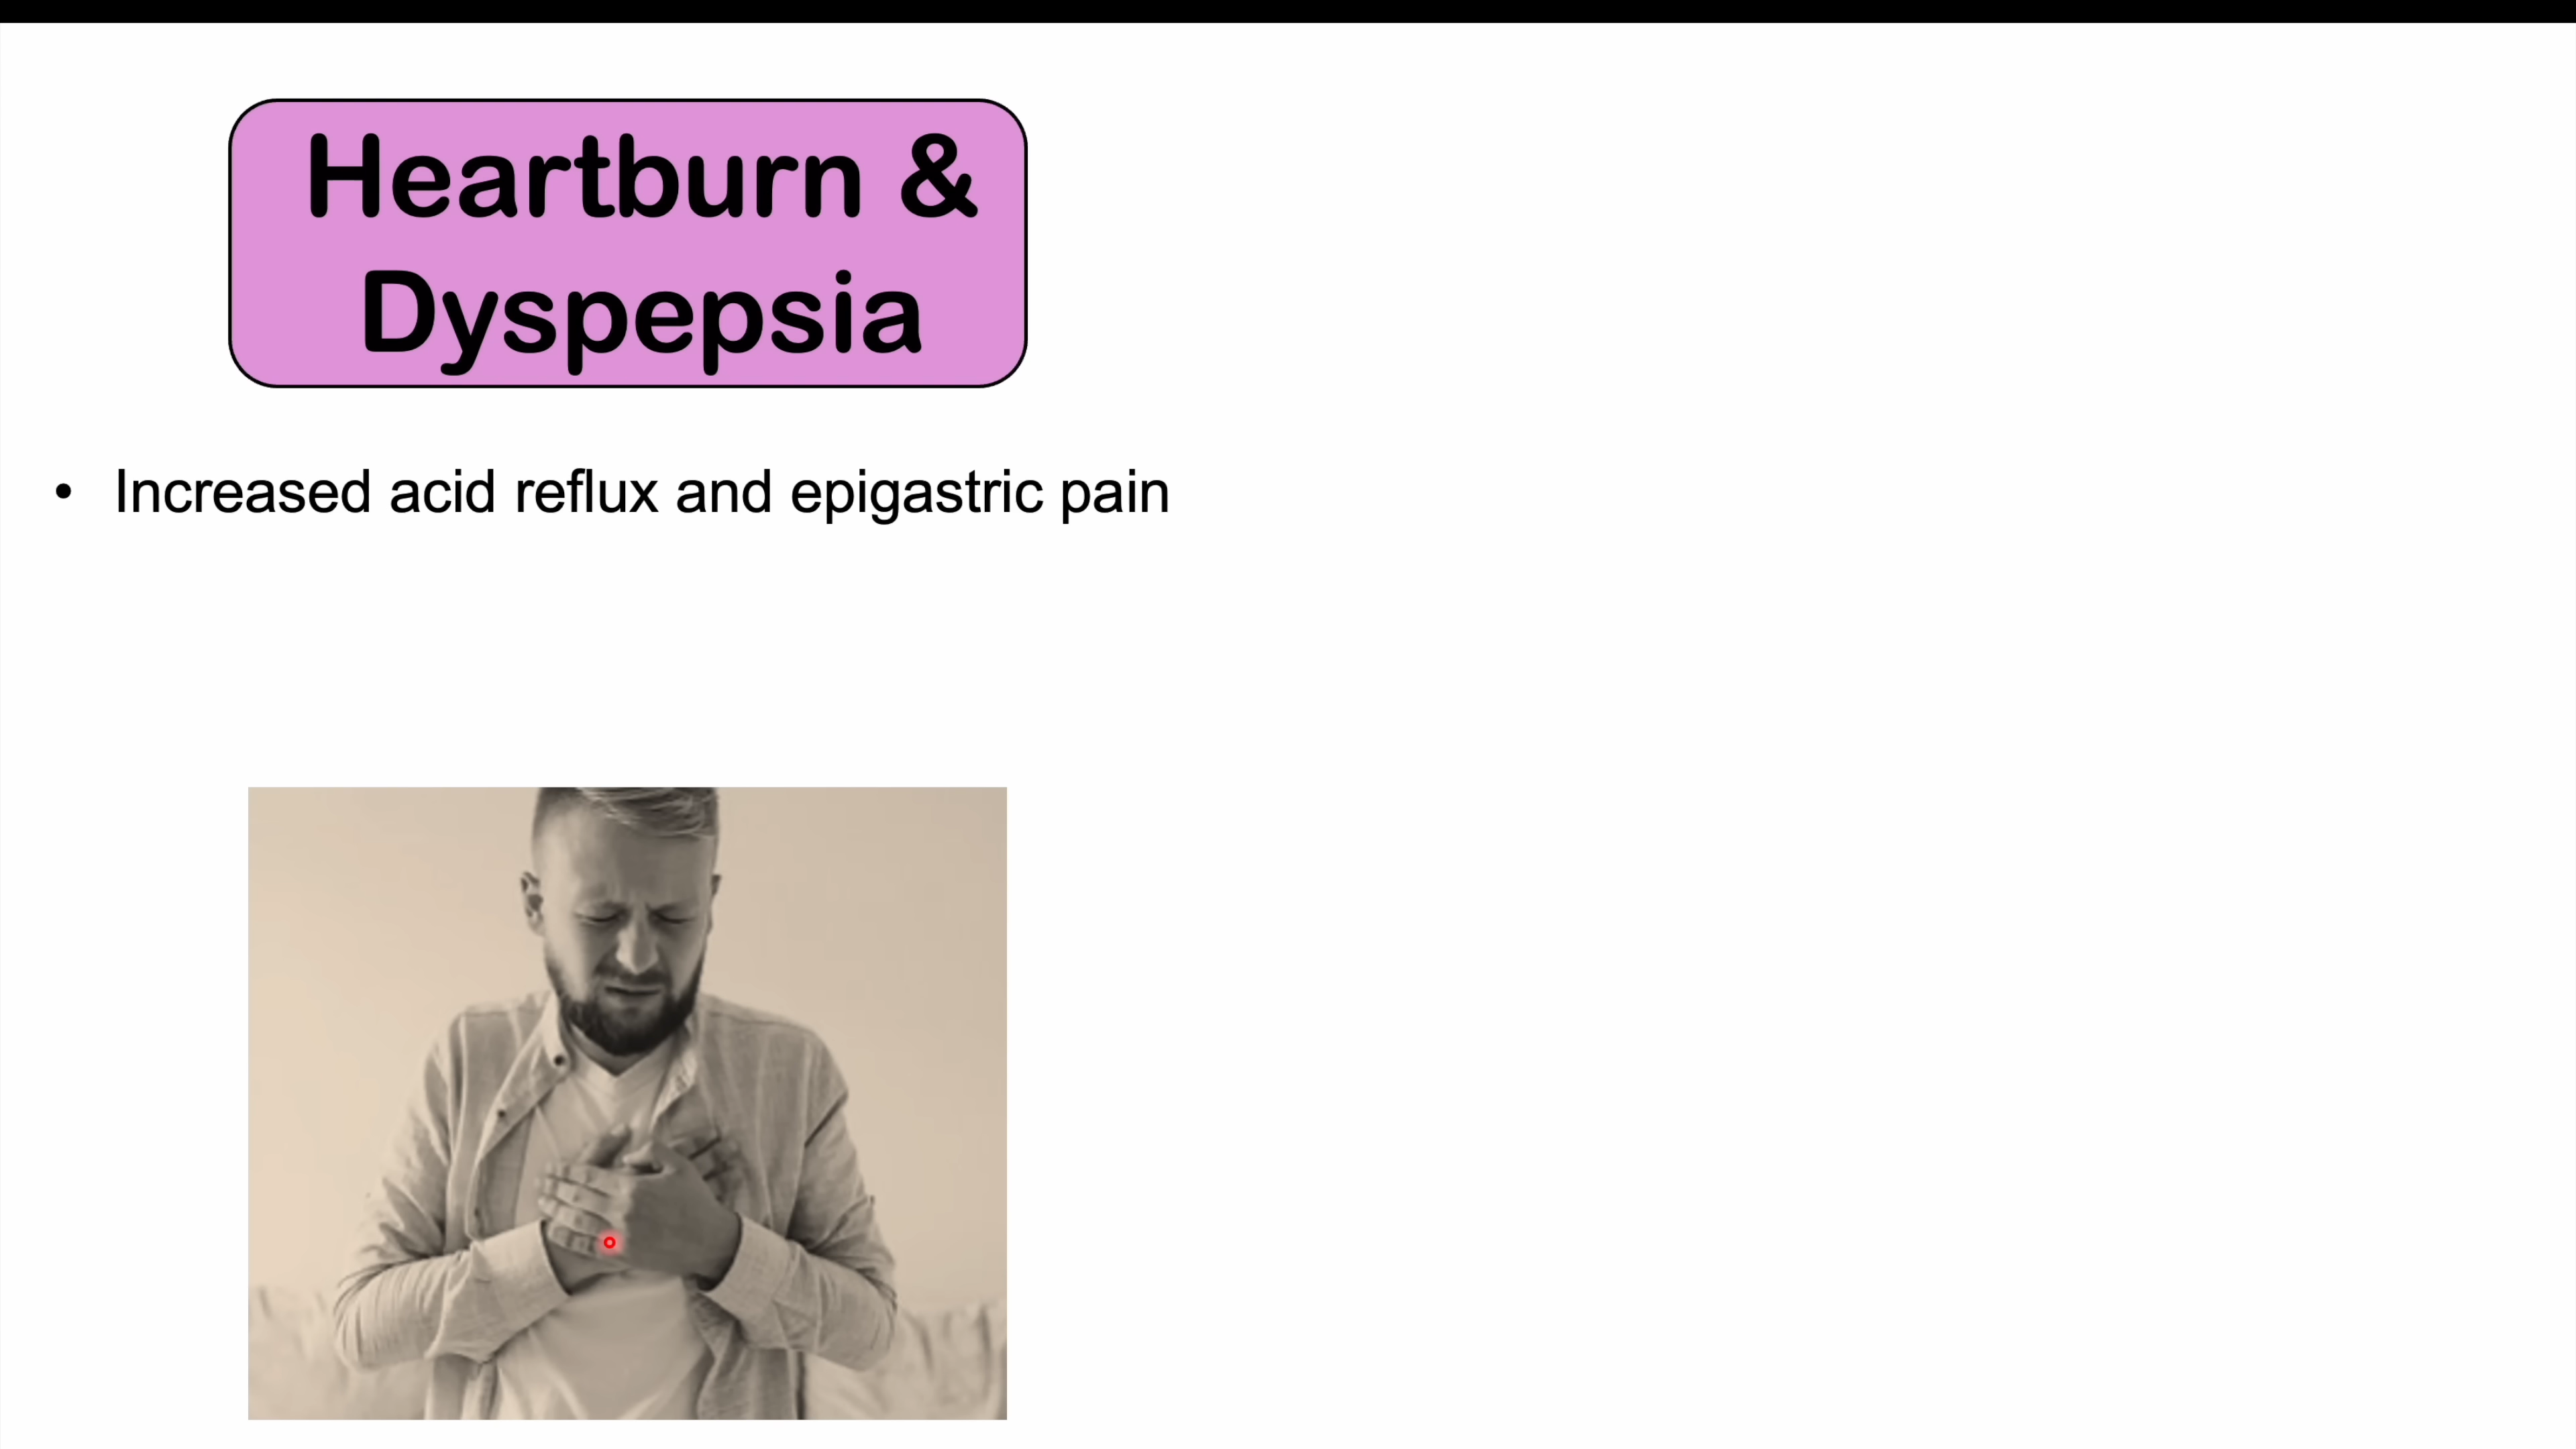 Heartburn &
Dyspepsia
• Increased acid reflux and epigastric pain